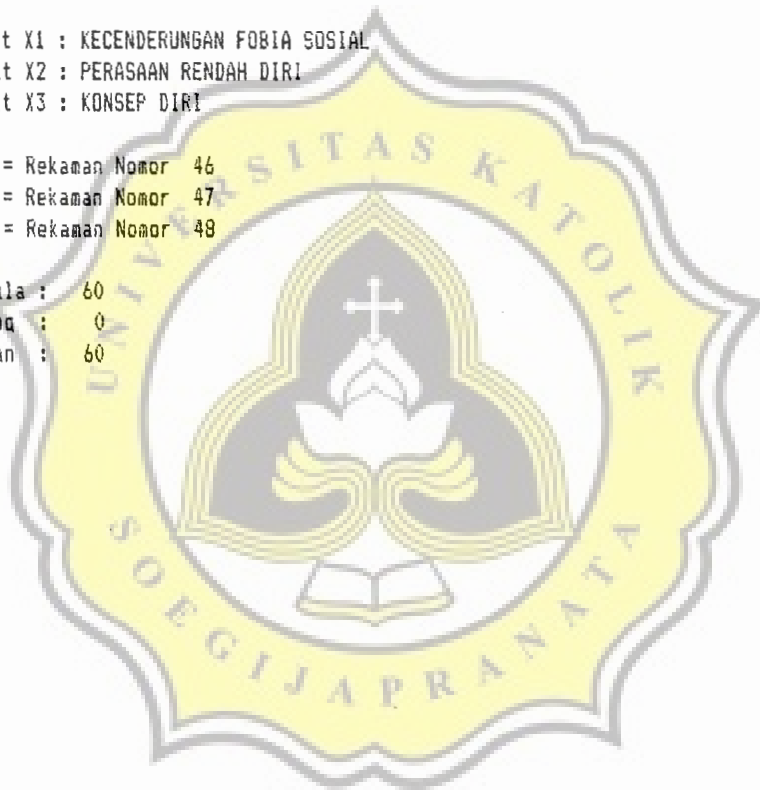 t X1 : KECENDERUNGAN FOBIA SOSIAL
t X2 : PERASAAN RENDAH DIRI
t X3 : KONSEP DIRI
= Rekaman Nomor 46
= Rekaman Nomor 47
= Rekaman Nomor 48
la : 60
: 0
n : 60
UNIVERSITAS KATOLIK
SOEGIJAPRANATA